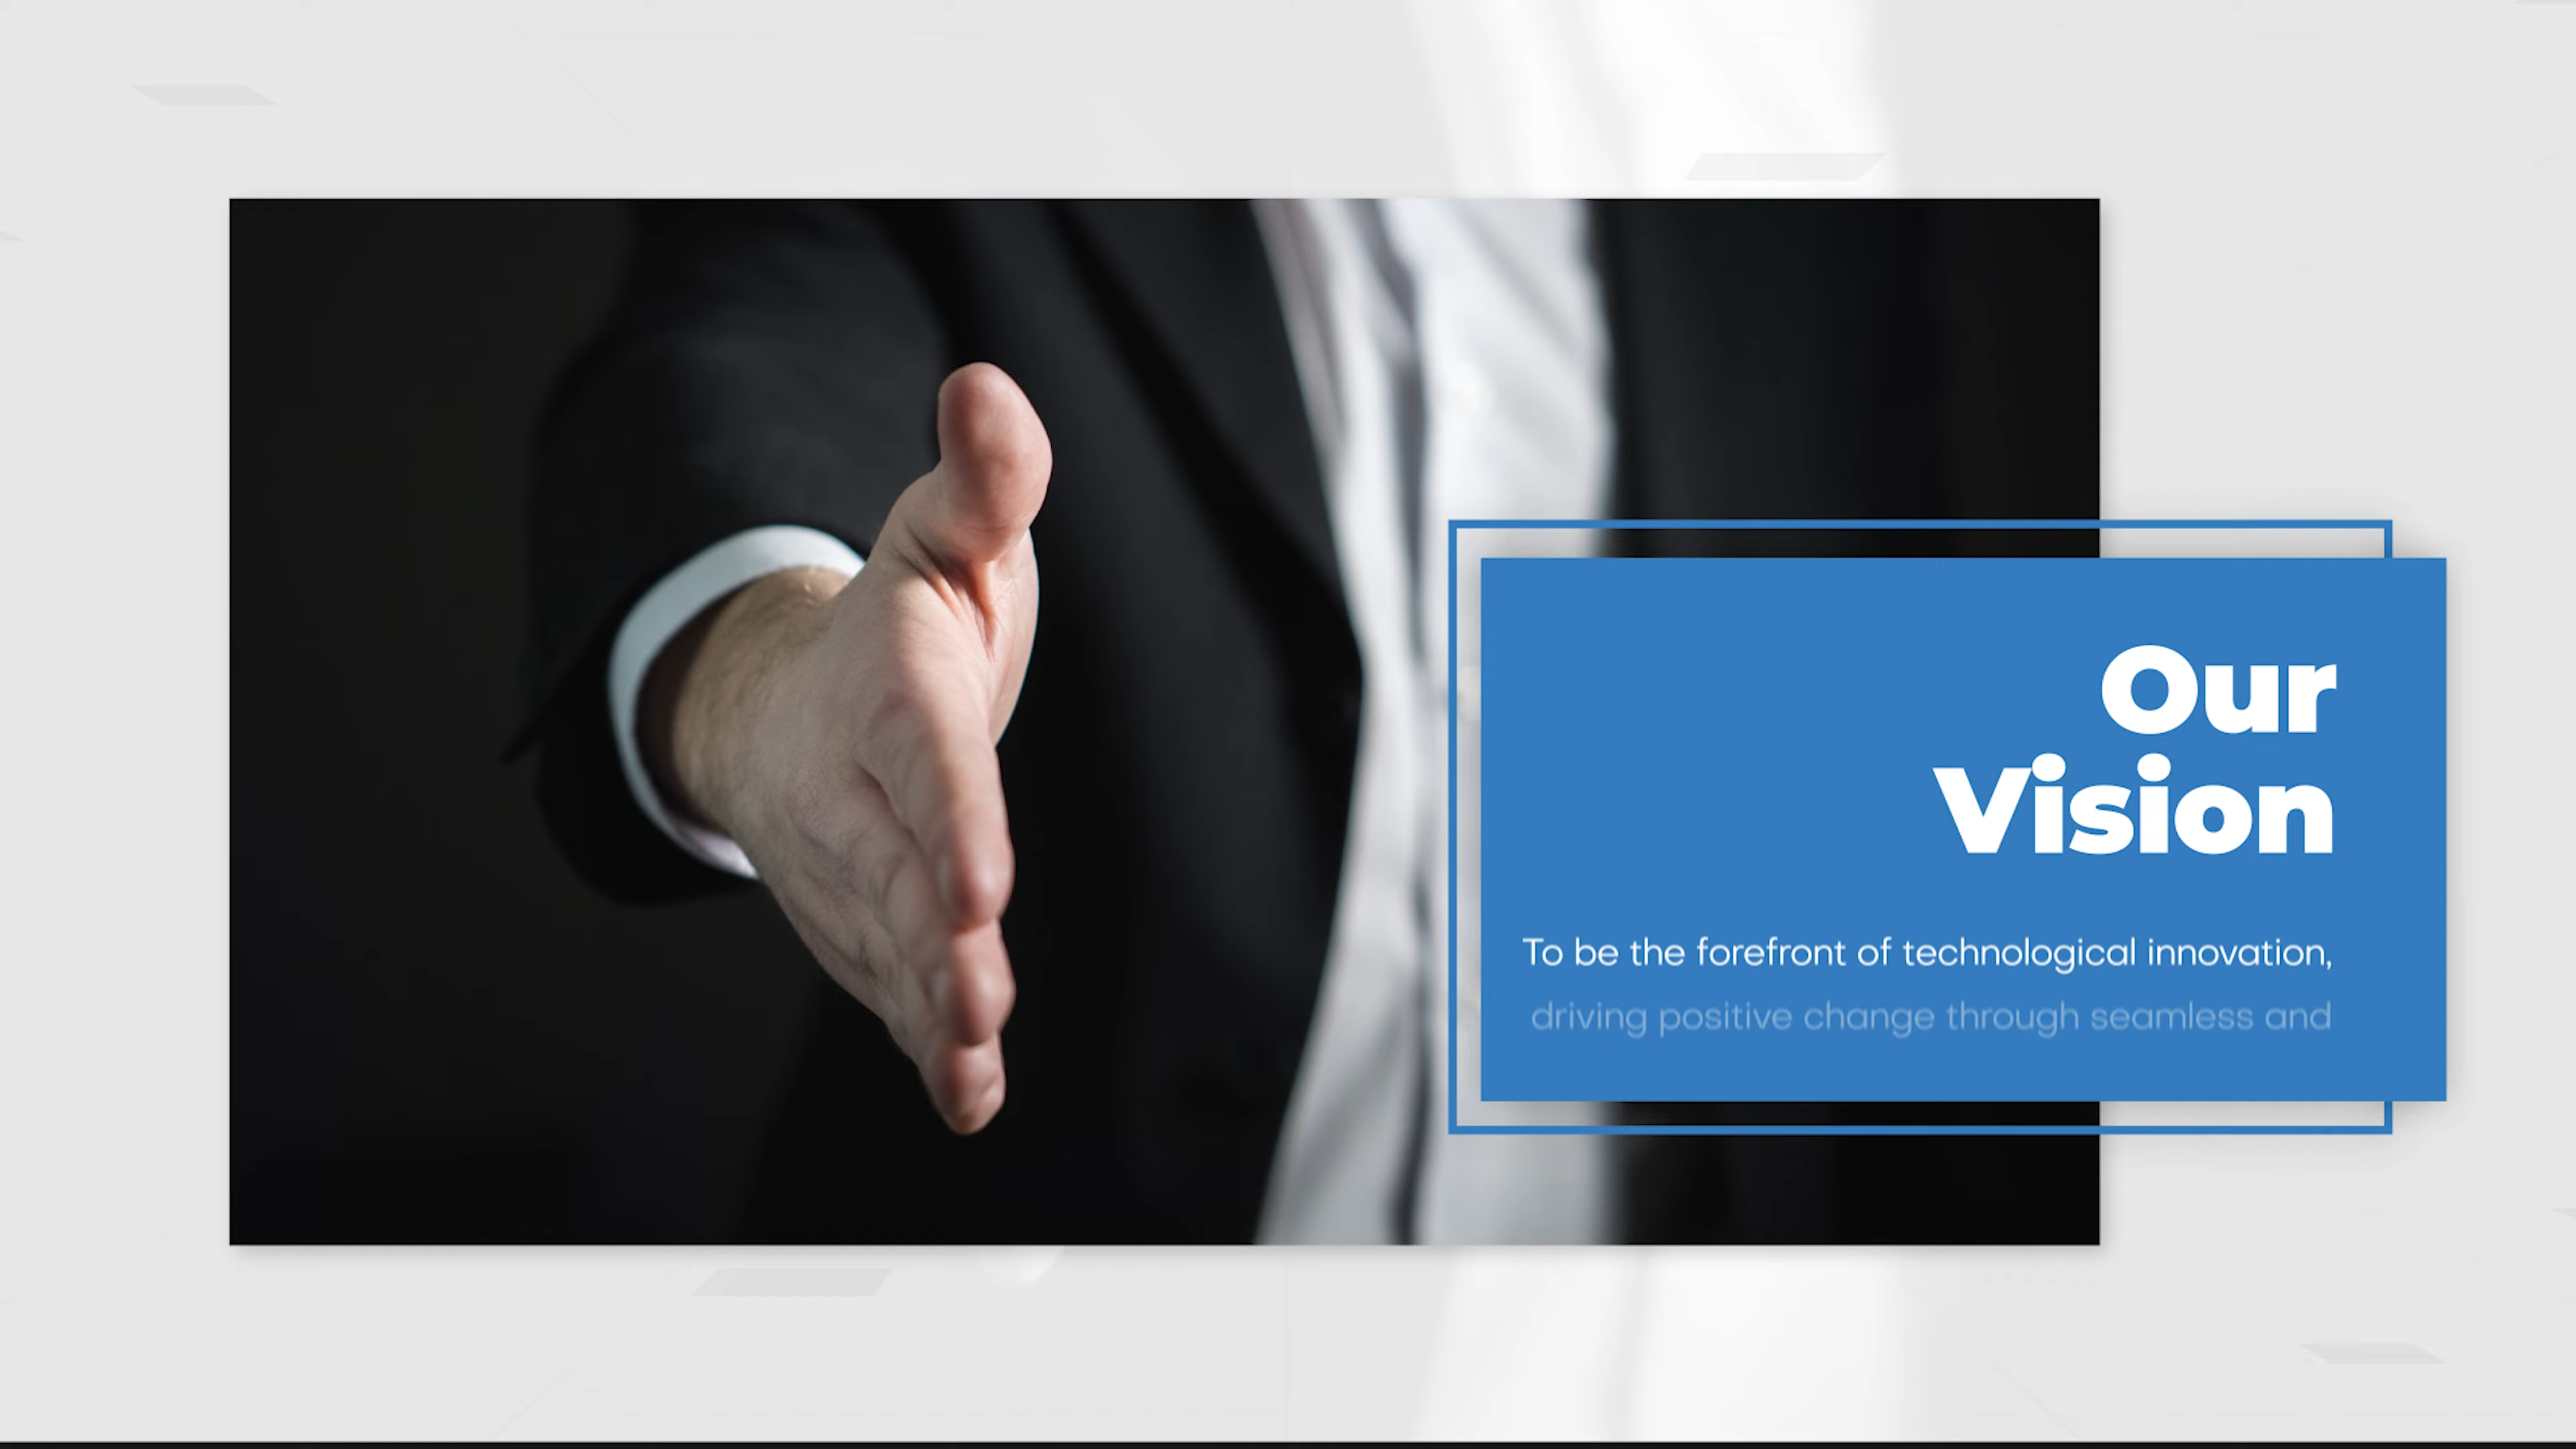 Our
Vision
To be the forefront of technological innovation,
driving positive change through seamless and